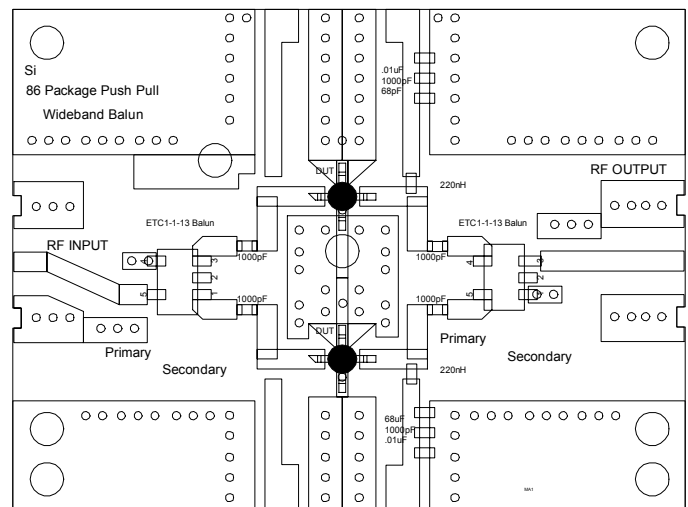 Si
86 Package Push Pull
Wideband Balun
.01uF
1000pF
68pF
DUT
220nH
RF OUTPUT
ETC1-1-13 Balun
ETC1-1-13 Balun
RF INPUT
1000pF
1000pF
4
3
2
5
1
4
3
2
5
1000pF
1000pF
DUT
Primary
Secondary
Primary
Secondary
220nH
68uF
1000pF
.01uF